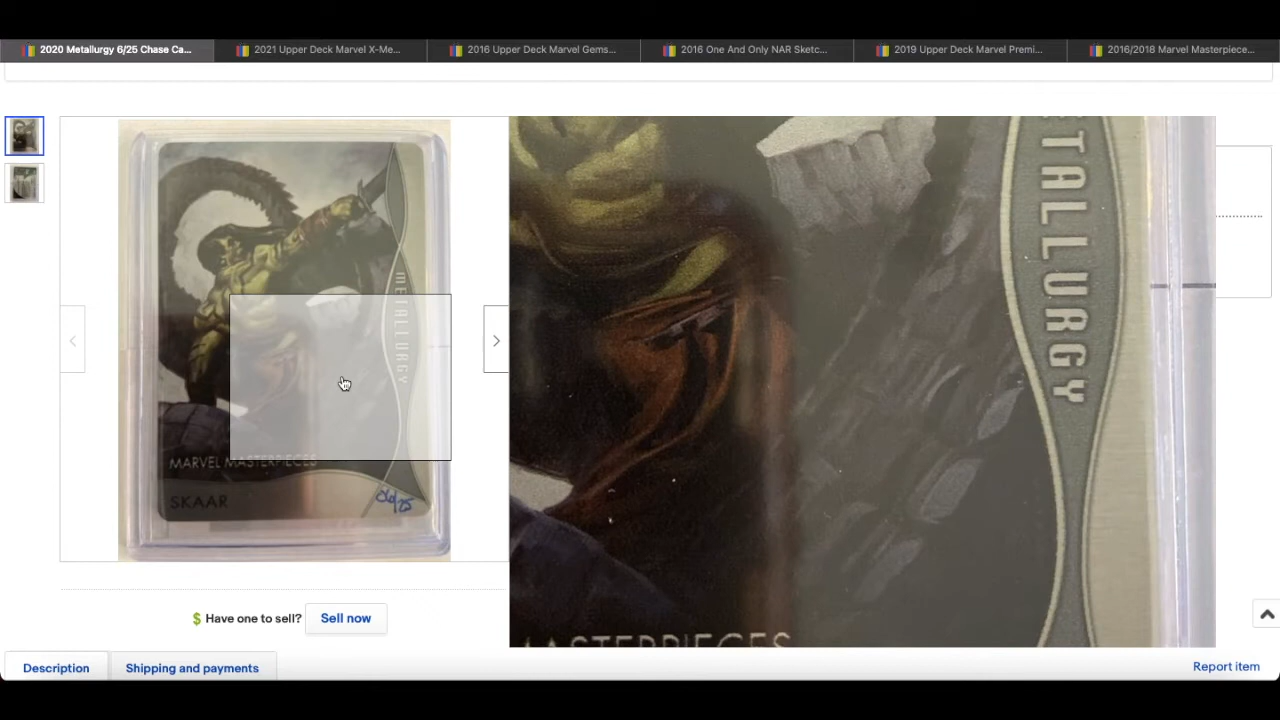 2020 Metallurgy 6/25 Chase Ca...
2021 Upper Deck Marvel X-Me...
2016 Upper Deck Marvel Gems...
2016 One And Only NAR Sketc...
2019 Upper Deck Marvel Premi...
2016/2018 Marvel Masterpiece...
METALLURGY
MARVEL MASTERPIECES
SKAAR
06/25
TALLURGY
MASTERPIECES
$ Have one to sell? Sell now
Description
Shipping and payments
Report item